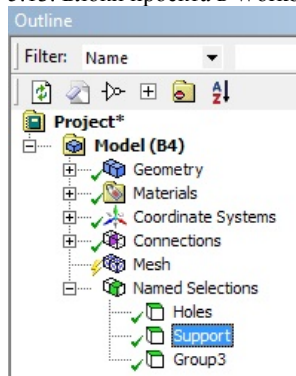 Outline
Filter: Name
Project*
Model (B4)
Geometry
Materials
Coordinate Systems
Connections
Mesh
Named Selections
Holes
Support
Group3